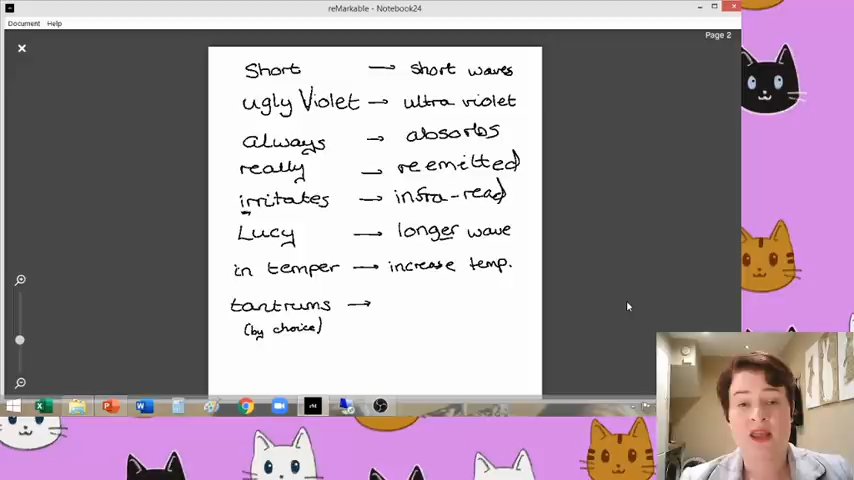 reMarkable - Notebook24
Document Help
Page 2
Short → short waves
ugly Violet → ultra violet
always → absorbs
really → reemitted
irritates → infra-read
Lucy → longer wave
in temper → increase temp.
tantrums →
(by choice)